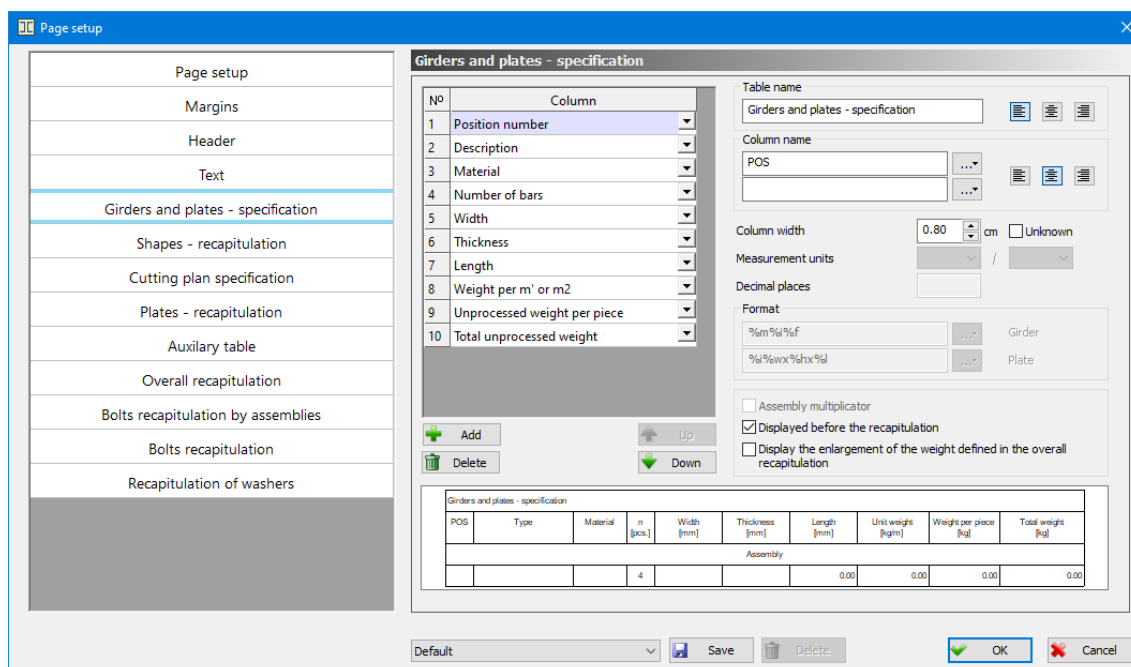 Page setup
Page setup
Margins
Header
Text
Girders and plates - specification
Shapes - recapitulation
Cutting plan specification
Plates - recapitulation
Auxilary table
Overall recapitulation
Bolts recapitulation by assemblies
Bolts recapitulation
Recapitulation of washers
Girders and plates - specification
Nº Column
1 Position number
2 Description
3 Material
4 Number of bars
5 Width
6 Thickness
7 Length
8 Weight per m' or m2
9 Unprocessed weight per piece
10 Total unprocessed weight
Add Up
Delete Down
Table name
Girders and plates - specification
Column name
POS ...
...
Column width 0.80 cm Unknown
Measurement units /
Decimal places
Format
%m%i%f ... Girder
%i%wx%hx%l ... Plate
Assembly multiplicator
Displayed before the recapitulation
Display the enlargement of the weight defined in the overall
recapitulation
Girders and plates - specification
POS Type Material n Width Thickness Length Unit weight Weight per piece Total weight
[pcs.] [mm] [mm] [mm] [kg/m] [kg] [kg]
Assembly
4 0.00 0.00 0.00 0.00
Default Save Delete OK Cancel